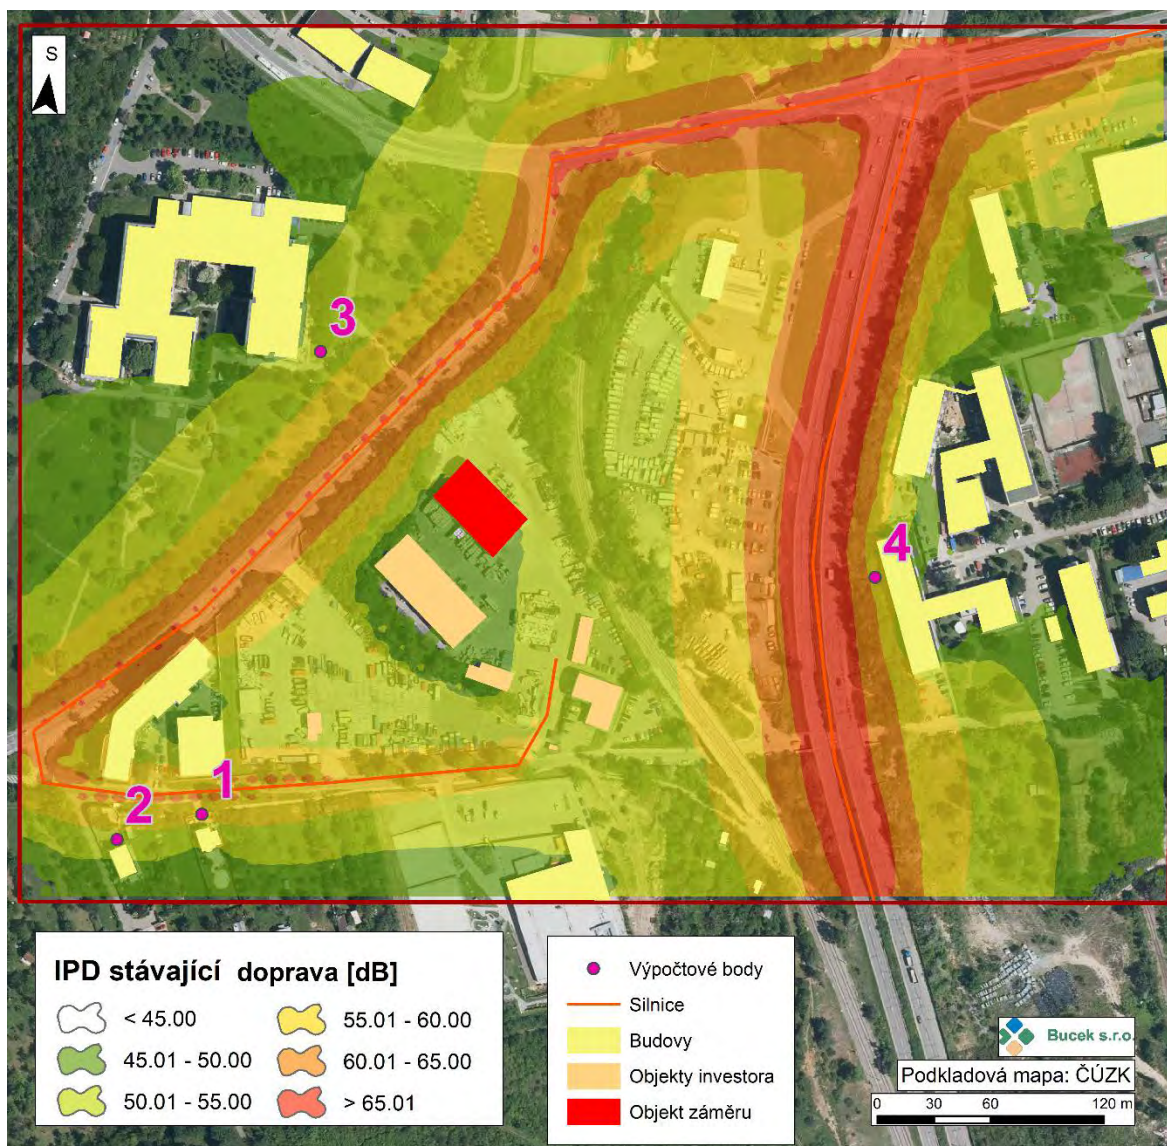 S
3
4
1
2
IPD stávající doprava [dB]
< 45.00
45.01 - 50.00
50.01 - 55.00
55.01 - 60.00
60.01 - 65.00
> 65.01
Výpočtové body
Silnice
Budovy
Objekty investora
Objekt záměru
Bucek s.r.o.
Podkladová mapa: ČÚZK
0 30 60 120 m